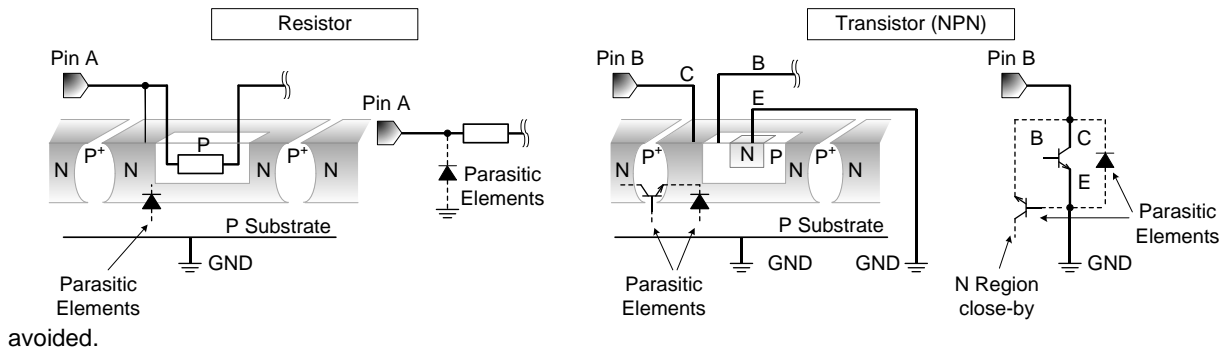 Resistor
Transistor (NPN)
Pin A
Pin B
C
B
E
Pin B
Pin A
N
P+
N
P
N
P+
N
N
P+
N
N
P
N
P+
N
B
C
E
Parasitic
Elements
P Substrate
GND
Parasitic
Elements
P Substrate
GND
GND
Parasitic
Elements
Parasitic
Elements
N Region
close-by
GND
avoided.